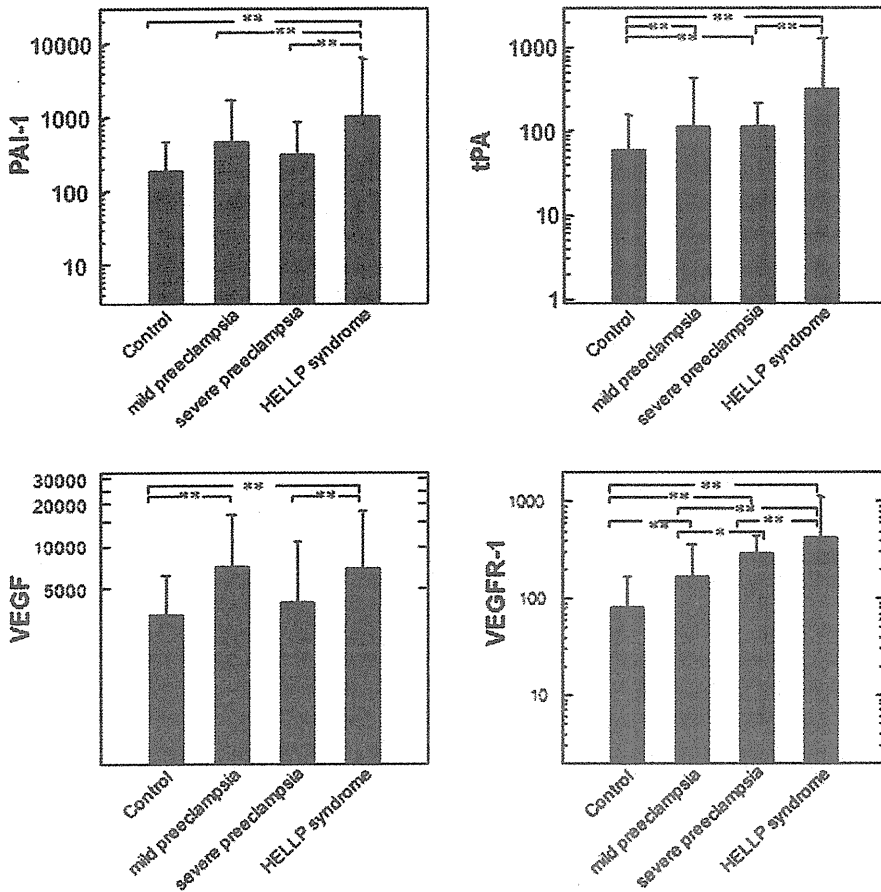 PAI-1
10000
1000
100
10
**
**
**
Control
mild preeclampsia
severe preeclampsia
HELLP syndrome
tPA
1000
100
10
1
**
**
**
**
**
Control
mild preeclampsia
severe preeclampsia
HELLP syndrome
VEGF
30000
20000
10000
5000
**
**
**
Control
mild preeclampsia
severe preeclampsia
HELLP syndrome
VEGFR-1
1000
100
10
**
**
**
**
**
*
Control
mild preeclampsia
severe preeclampsia
HELLP syndrome